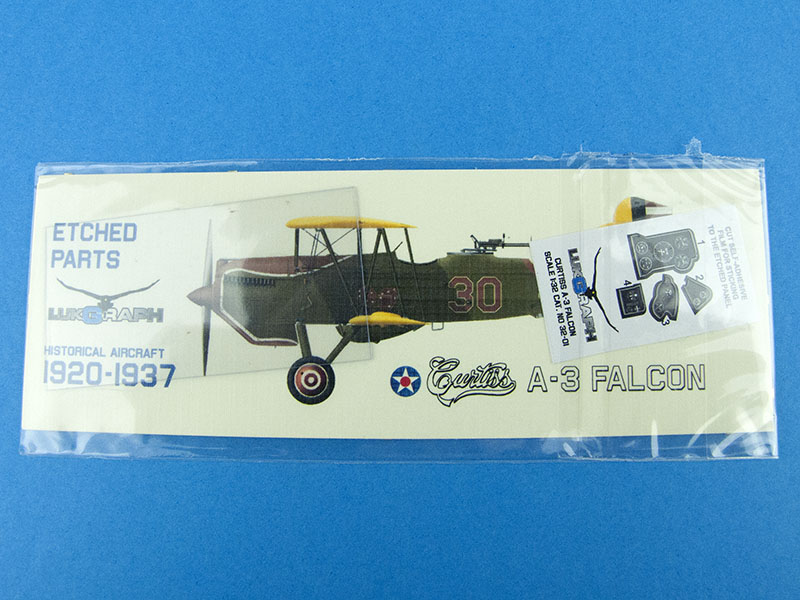 ETCHED
PARTS
LUKGRAPH
HISTORICAL AIRCRAFT
1920-1937
30
Curtiss A-3 FALCON
LUKGRAPH
CURTISS A-3 FALCON
SCALE 1:32 CAT. NO 32-01
1
2
3
4
CUT SELF-ADHESIVE
FILM FOR STICKING
TO THE ETCHED PANEL